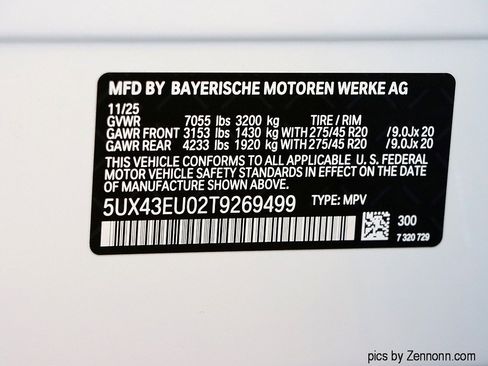 MFD BY BAYERISCHE MOTOREN WERKE AG
11/25
GVWR 7055 lbs 3200 kg TIRE / RIM
GAWR FRONT 3153 lbs 1430 kg WITH 275/45 R20 /9.0Jx 20
GAWR REAR 4233 lbs 1920 kg WITH 275/45 R20 /9.0Jx 20
THIS VEHICLE CONFORMS TO ALL APPLICABLE U. S. FEDERAL
MOTOR VEHICLE SAFETY STANDARDS IN EFFECT ON THE DATE
OF MANUFACTURE SHOWN ABOVE.
5UX43EU02T9269499 TYPE: MPV
300
7 320 729
pics by Zennonn.com